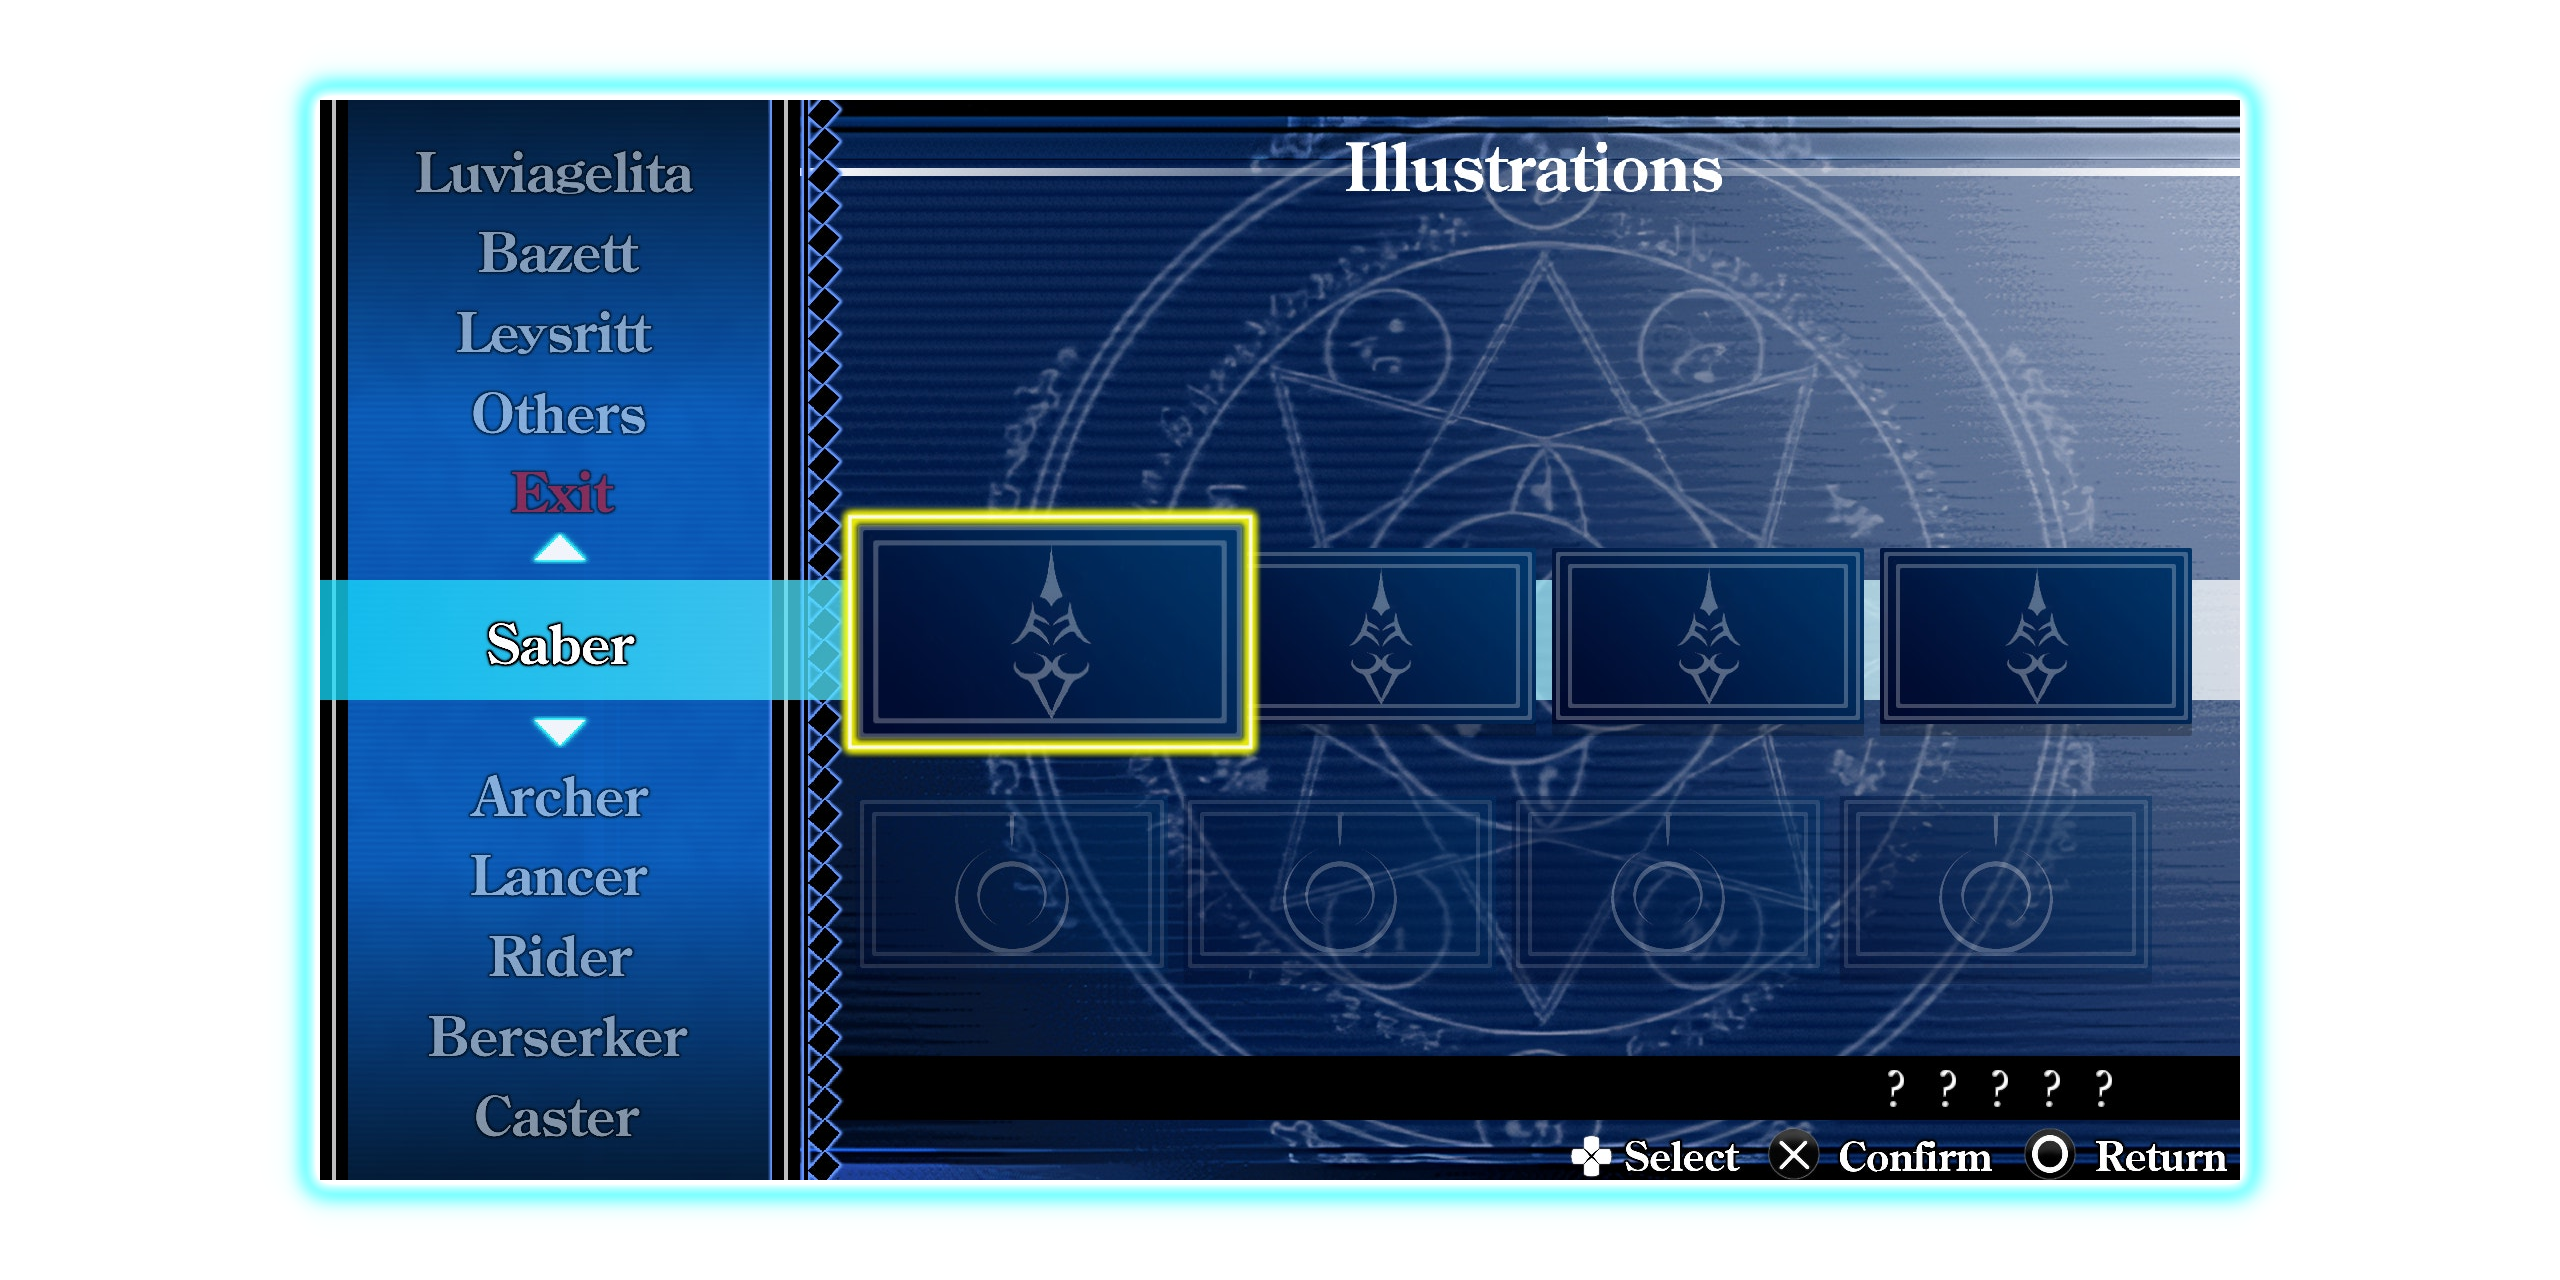 Illustrations
Luviagelita
Bazett
Leysritt
Others
Exit
Saber
Archer
Lancer
Rider
Berserker
Caster
? ? ? ? ?
Select Confirm Return